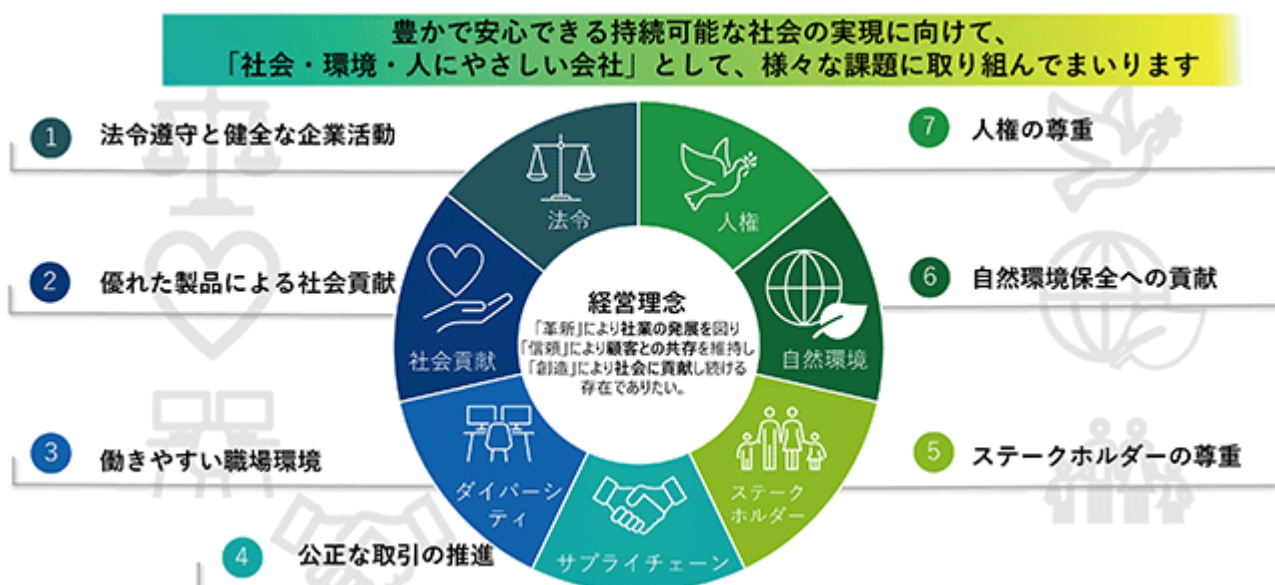 豊かで安心できる持続可能な社会の実現に向けて、
「社会・環境・人にやさしい会社」として、様々な課題に取り組んでまいります
1 法令遵守と健全な企業活動
2 優れた製品による社会貢献
3 働きやすい職場環境
4 公正な取引の推進
7 人権の尊重
6 自然環境保全への貢献
5 ステークホルダーの尊重
法令
人権
社会貢献
自然環境
ダイバーシ
ティ
サプライチェーン
ステーク
ホルダー
経営理念
「革新」により社業の発展を図り
「信頼」により顧客との共存を維持し
「創造」により社会に貢献し続ける
存在でありたい。